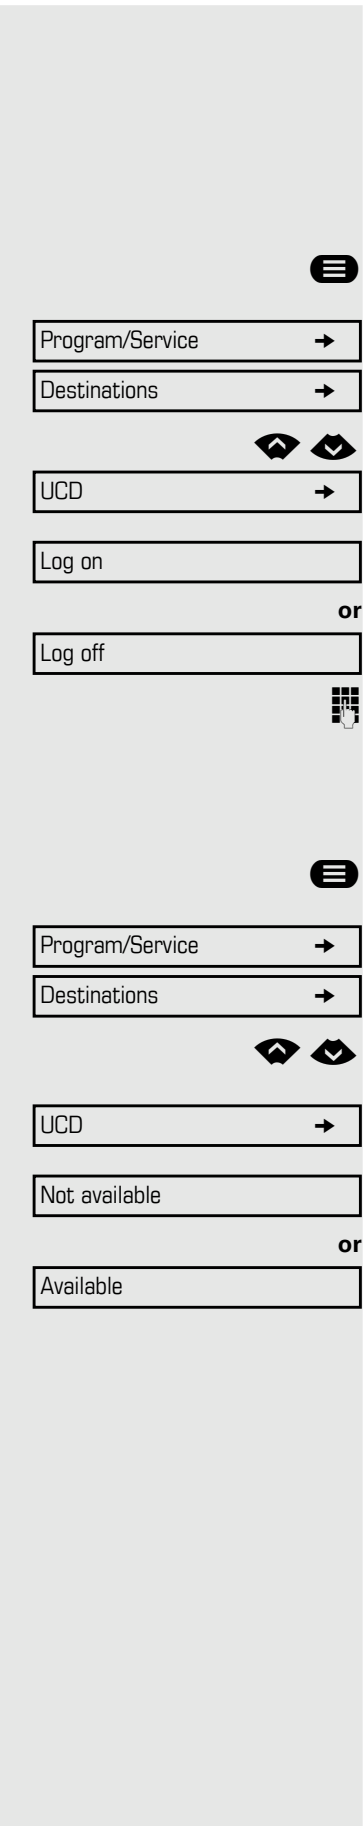 Program/Service
Destinations
UCD
Log on
or
Log off
Program/Service
Destinations
UCD
Not available
or
Available